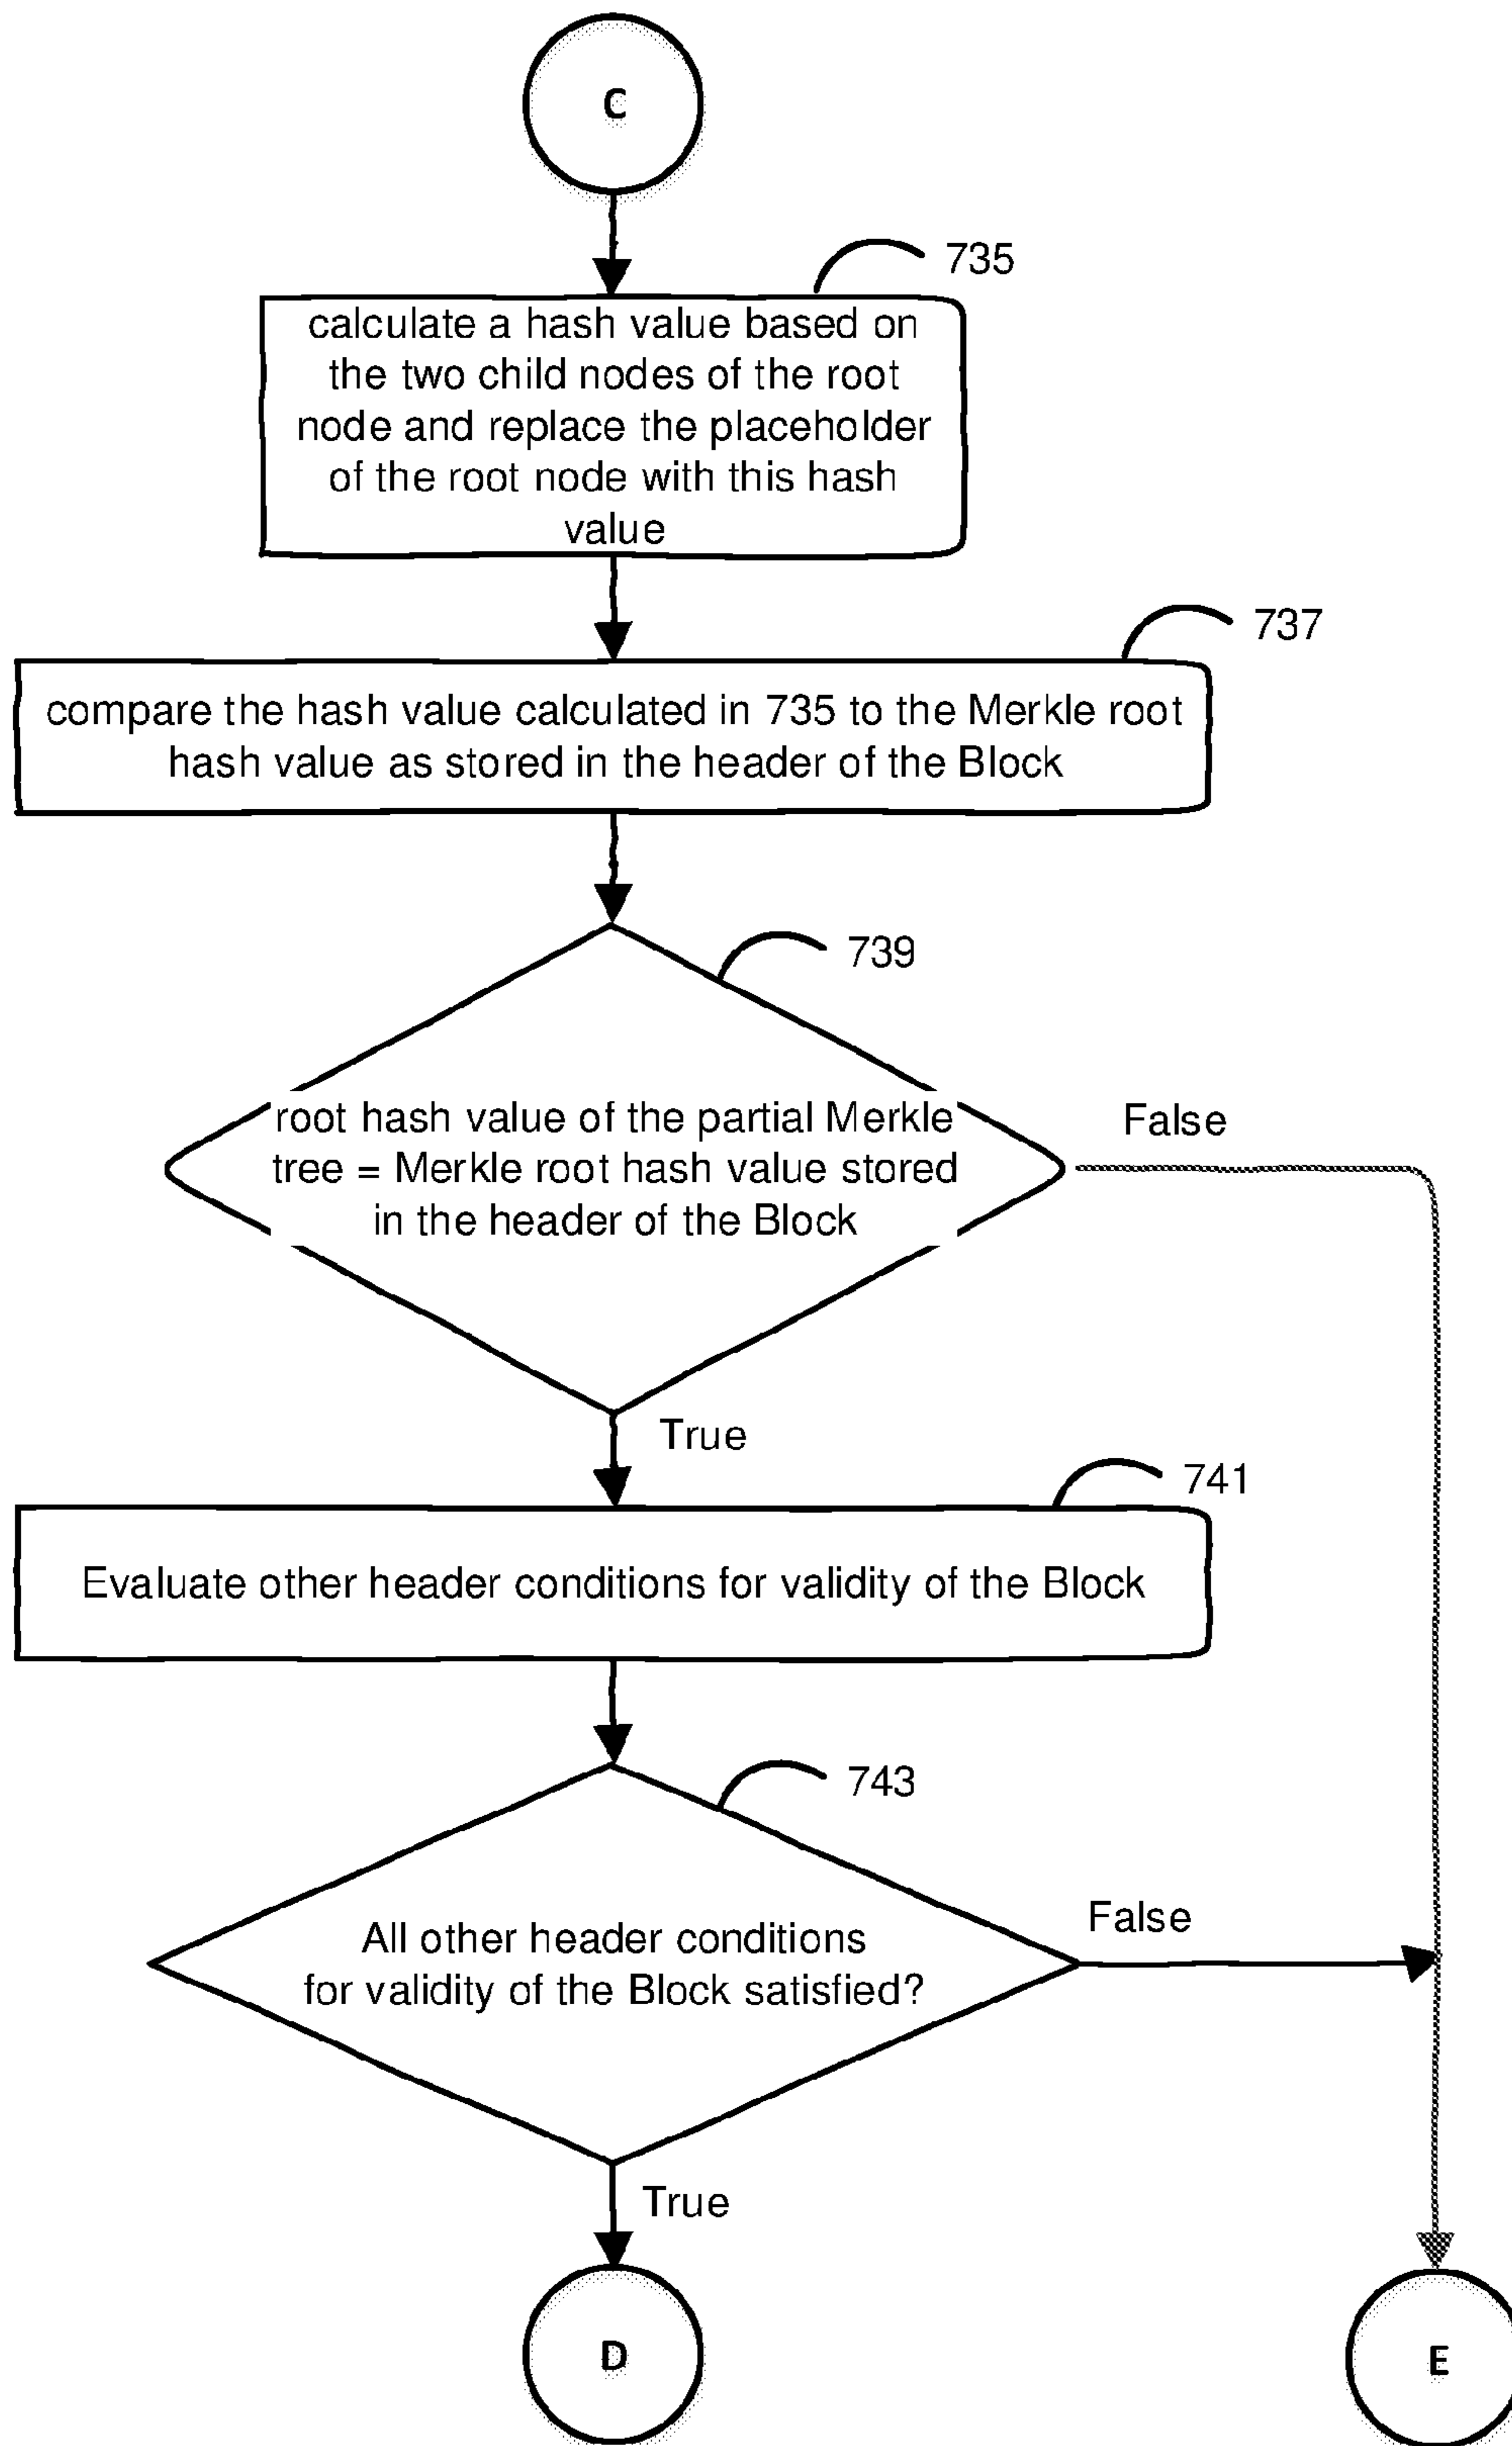 C
735
calculate a hash value based on
the two child nodes of the root
node and replace the placeholder
of the root node with this hash
value
737
compare the hash value calculated in 735 to the Merkle root
hash value as stored in the header of the Block
739
root hash value of the partial Merkle
tree = Merkle root hash value stored
in the header of the Block
False
True
741
Evaluate other header conditions for validity of the Block
743
All other header conditions
for validity of the Block satisfied?
False
True
D
E